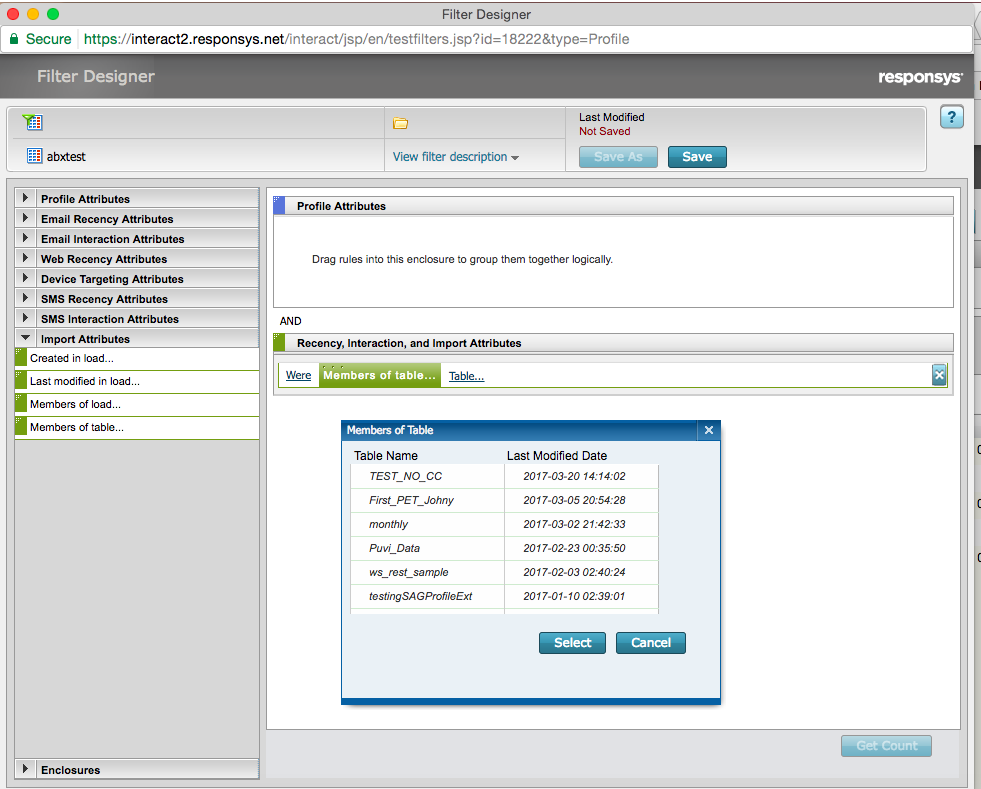 Filter Designer
Secure https://interact2.responsys.net/interact/jsp/en/testfilters.jsp?id=18222&type=Profile
Filter Designer
responsys
?
Last Modified
Not Saved
abxtest
View filter description
Save As
Save
Profile Attributes
Email Recency Attributes
Email Interaction Attributes
Web Recency Attributes
Device Targeting Attributes
SMS Recency Attributes
SMS Interaction Attributes
Import Attributes
Created in load...
Last modified in load...
Members of load...
Members of table...
Enclosures
Profile Attributes
Drag rules into this enclosure to group them together logically.
AND
Recency, Interaction, and Import Attributes
Were Members of table... Table...
Members of Table
Table Name Last Modified Date
TEST_NO_CC 2017-03-20 14:14:02
First_PET_Johny 2017-03-05 20:54:28
monthly 2017-03-02 21:42:33
Puvi_Data 2017-02-23 00:35:50
ws_rest_sample 2017-02-03 02:40:24
testingSAGProfileExt 2017-01-10 02:39:01
Select Cancel
Get Count